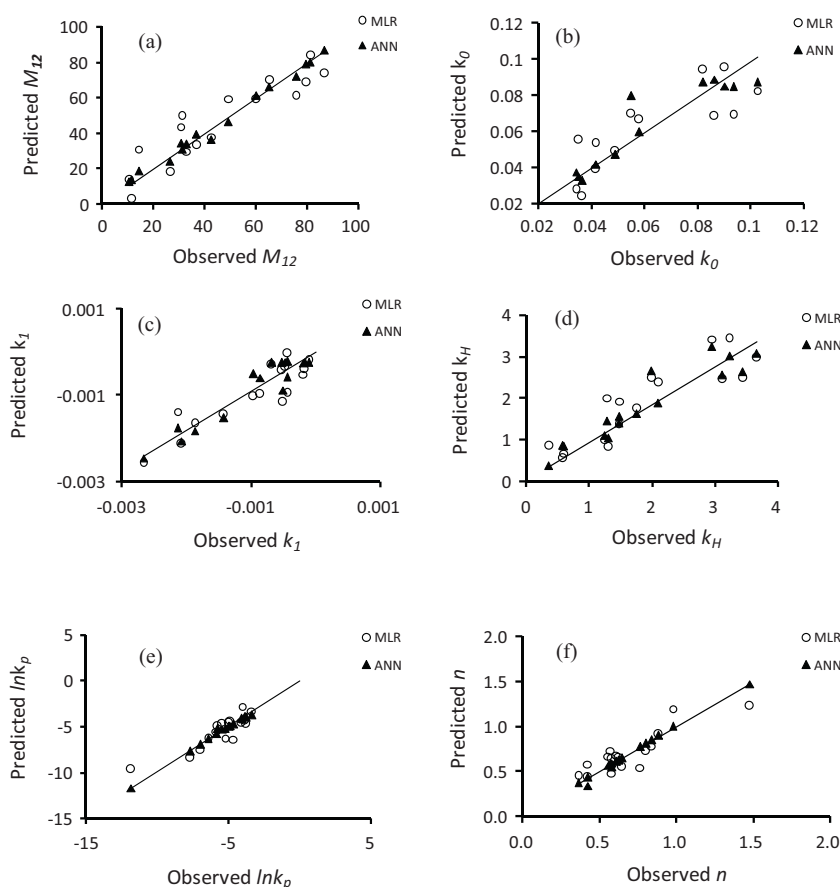 (a)
MLR
ANN
Predicted M12
100
80
60
40
20
0
0 20 40 60 80 100
Observed M12
(b)
MLR
ANN
Predicted k0
0.12
0.1
0.08
0.06
0.04
0.02
0.02 0.04 0.06 0.08 0.1 0.12
Observed k0
(c)
MLR
ANN
Predicted k1
0.001
-0.001
-0.003
-0.003 -0.001 0.001
Observed k1
(d)
MLR
ANN
Predicted kH
4
3
2
1
0
0 1 2 3 4
Observed kH
(e)
MLR
ANN
Predicted lnkp
5
0
-5
-10
-15
-15 -5 5
Observed lnkp
(f)
MLR
ANN
Predicted n
2.0
1.5
1.0
0.5
0.0
0.0 0.5 1.0 1.5 2.0
Observed n